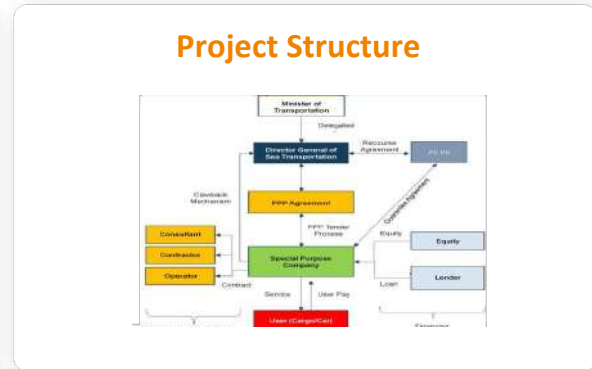 Project Structure
Minister of
Transportation
Delegated
Director General of
Sea Transportation
Recourse
Agreement
Clawback
Mechanism
Guarantee Agreement
PPP Agreement
PPP Tender
Process
Consultant
Contractor
Operator
Special Purpose
Company
Equity
Equity
Lender
Contract
Loan
Service
User Pay
User (Cargo/Car)